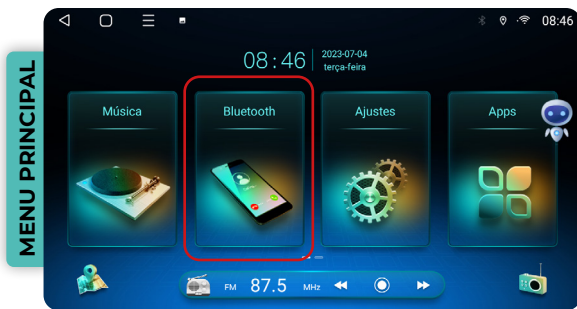 MENU PRINCIPAL
08:46
08:46
2023-07-04
terça-feira
Música
Bluetooth
Ajustes
Apps
FM 87.5 MHz